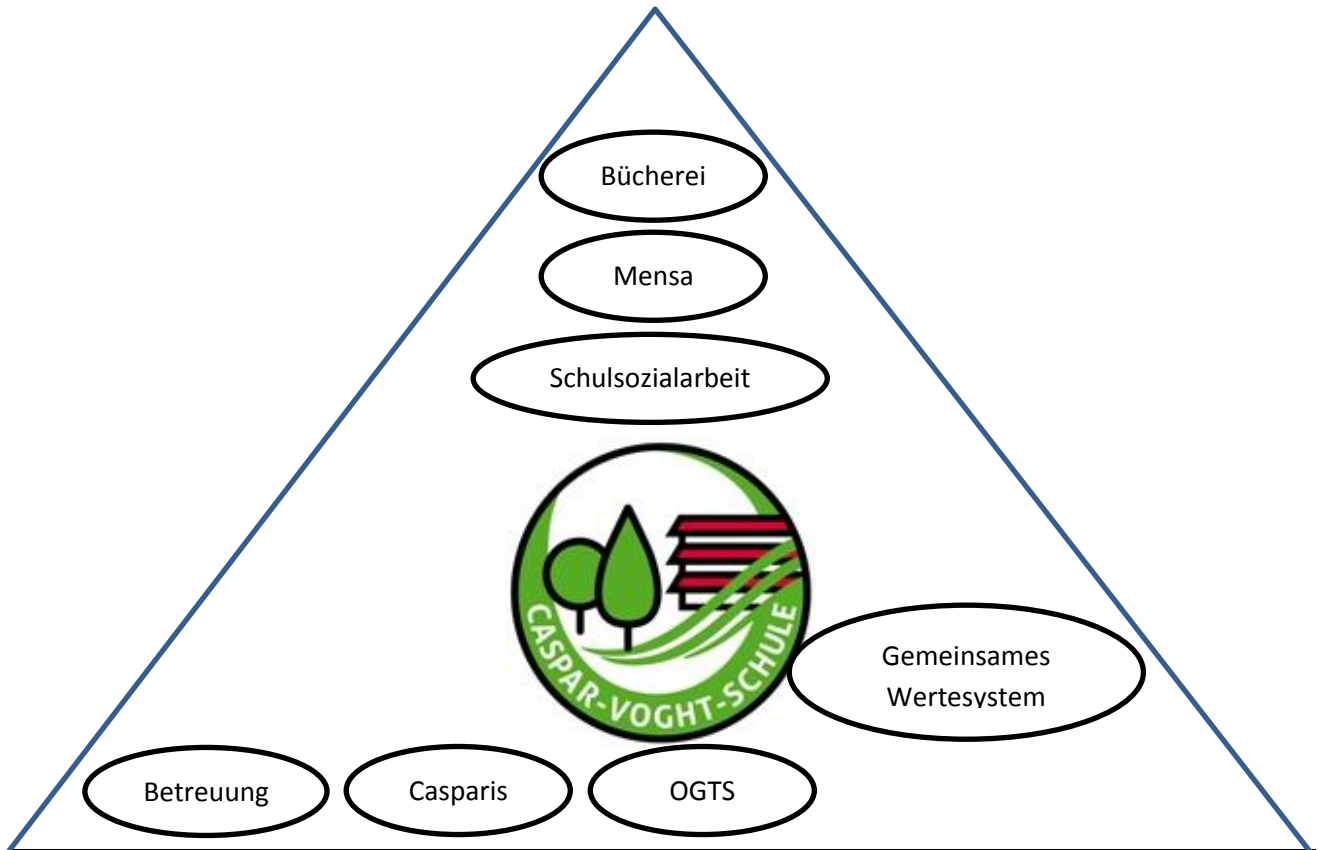 Bücherei
Mensa
Schulsozialarbeit
CASPAR-VOGHT-SCHULE
Gemeinsames
Wertesystem
Betreuung
Casparis
OGTS